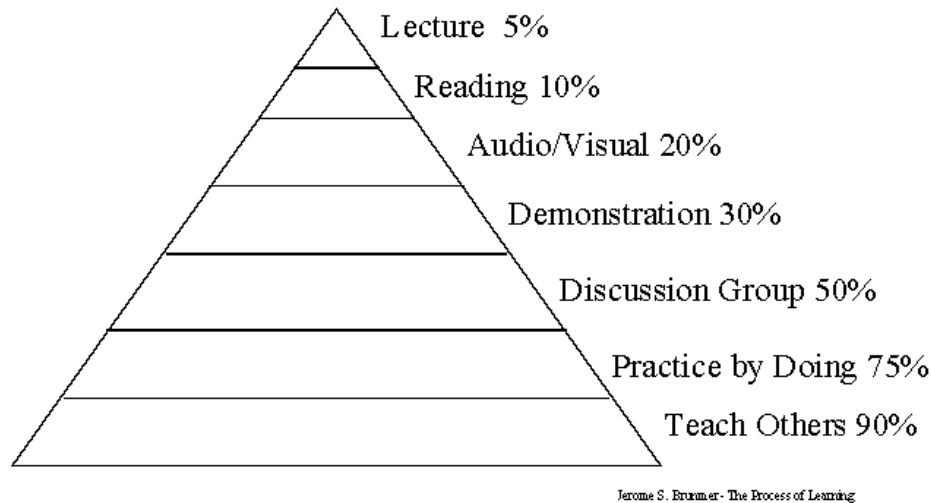 Lecture 5%
Reading 10%
Audio/Visual 20%
Demonstration 30%
Discussion Group 50%
Practice by Doing 75%
Teach Others 90%
Jerome S. Brunmer - The Process of Learning